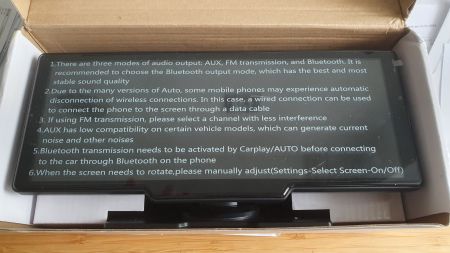 1.There are three modes of audio output: AUX, FM transmission, and Bluetooth. It is
recommended to choose the Bluetooth output mode, which has the best and most
stable sound quality
2.Due to the many versions of Auto, some mobile phones may experience automatic
disconnection of wireless connections. In this case, a wired connection can be used
to connect to the phone to the screen through a data cable
3. If using FM transmission, please select a channel with less interference
4.AUX has low compatibility on certain vehicle models, which can generate current
noise and other noises
5.Bluetooth transmission needs to be activated by Carplay/AUTO before connecting
to the car through Bluetooth on the phone
6.When the screen needs to rotate,please manually adjust(Settings-Select Screen-On/Off)